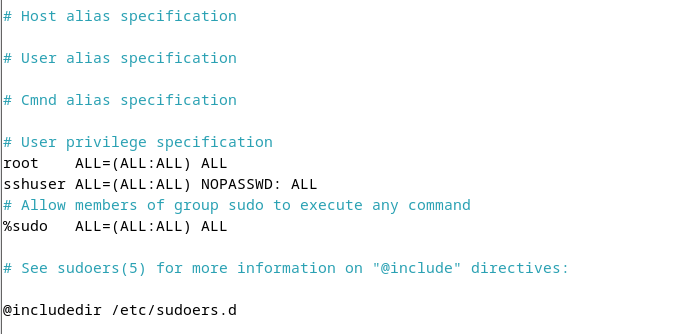 # Host alias specification
# User alias specification
# Cmnd alias specification
# User privilege specification
root    ALL=(ALL:ALL) ALL
sshuser ALL=(ALL:ALL) NOPASSWD: ALL
# Allow members of group sudo to execute any command
%sudo   ALL=(ALL:ALL) ALL
# See sudoers(5) for more information on "@include" directives:
@includedir /etc/sudoers.d